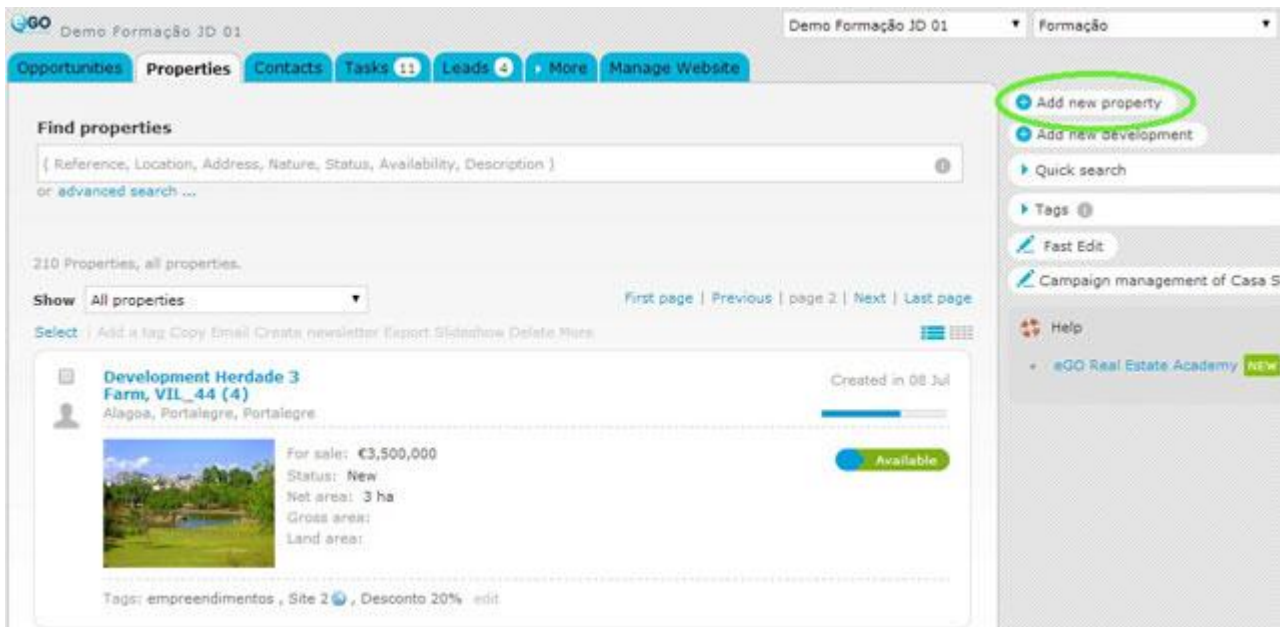 eGO Demo Formação JD 01
Demo Formação JD 01
Formação
Opportunities Properties Contacts Tasks 11 Leads 4 More Manage Website
Find properties
( Reference, Location, Address, Nature, Status, Availability, Description )
or advanced search ...
210 Properties, all properties.
Show All properties
First page | Previous | page 2 | Next | Last page
Select | Add a tag Copy Email Create newsletter Export Slideshow Delete More
Development Herdade 3
Farm, VIL_44 (4)
Alagoa, Portalegre, Portalegre
Created in 08 Jul
For sale: €3,500,000
Available
Status: New
Net area: 3 ha
Gross area:
Land area:
Tags: empreendimentos , Site 2 , Desconto 20% edit
Add new property
Add new development
Quick search
Tags
Fast Edit
Campaign management of Casa S
Help
eGO Real Estate Academy NEW